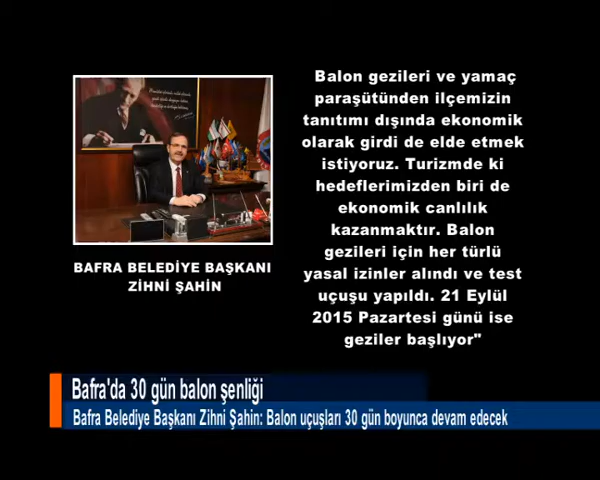 Balon gezileri ve yamaç
paraşütünden ilçemizin
tanıtımı dışında ekonomik
olarak girdi de elde etmek
istiyoruz. Turizmde ki
hedeflerimizden biri de
ekonomik canlılık
kazanmaktır. Balon
gezileri için her türlü
yasal izinler alındı ve test
uçuşu yapıldı. 21 Eylül
2015 Pazartesi günü ise
geziler başlıyor"
BAFRA BELEDİYE BAŞKANI
ZİHNİ ŞAHİN
Bafra'da 30 gün balon şenliği
Bafra Belediye Başkanı Zihni Şahin: Balon uçuşları 30 gün boyunca devam edecek